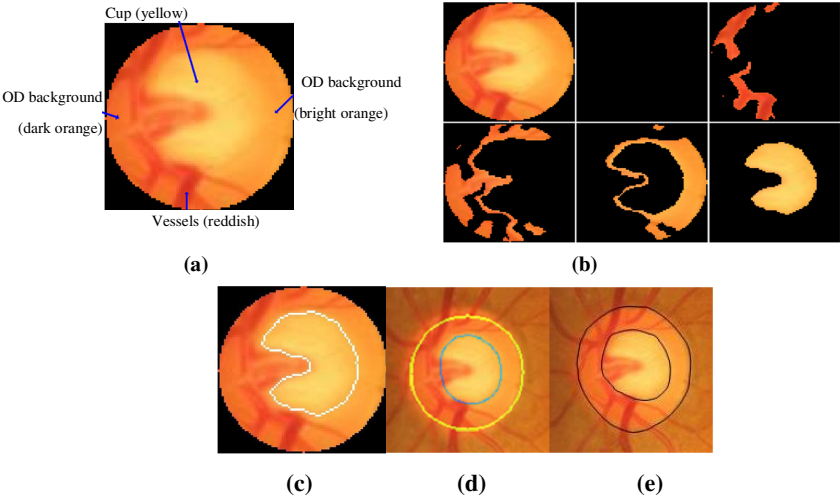 Cup (yellow)
OD background
(dark orange)
OD background
(bright orange)
Vessels (reddish)
(a)
(b)
(c)
(d)
(e)